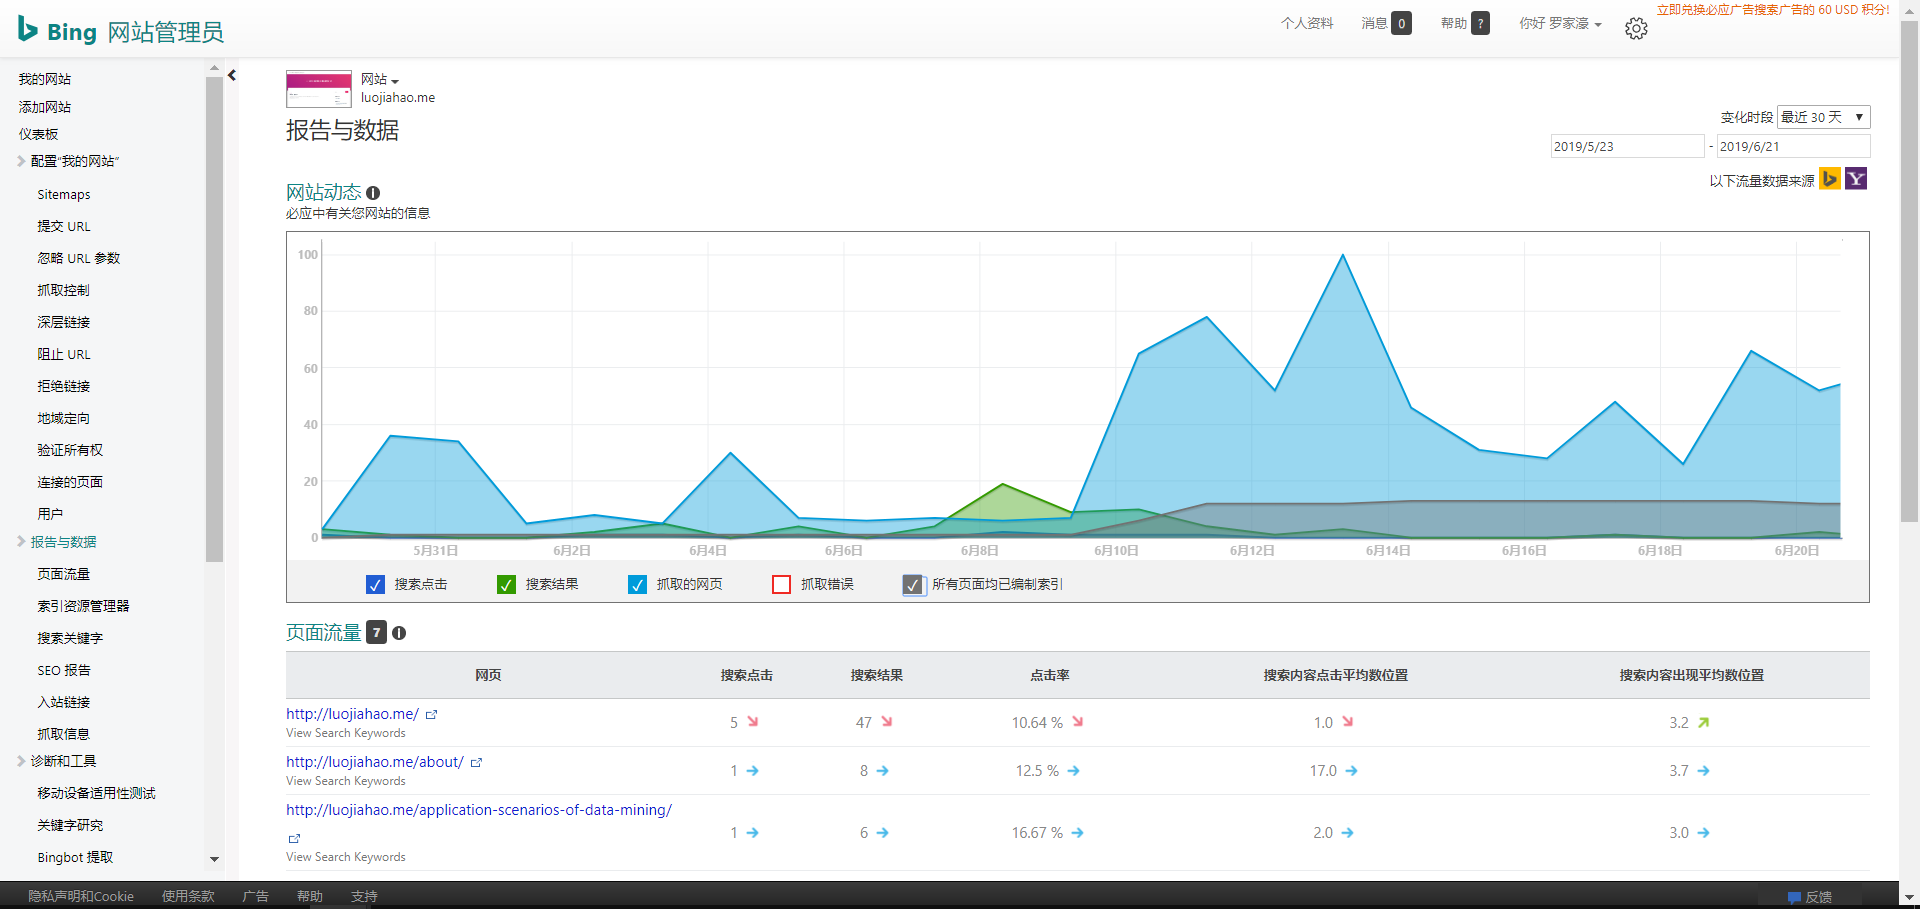 Bing 网站管理员
个人资料 消息 0 帮助 ? 你好 罗家濠
立即兑换必应广告搜索广告的 60 USD 积分!
我的网站
添加网站
仪表板
配置“我的网站”
Sitemaps
提交 URL
忽略 URL 参数
抓取控制
深层链接
阻止 URL
拒绝链接
地域定向
验证所有权
连接的页面
用户
报告与数据
页面流量
索引资源管理器
搜索关键字
SEO 报告
入站链接
抓取信息
诊断和工具
移动设备适用性测试
关键字研究
Bingbot 提取
网站
luojiahao.me
报告与数据
变化时段 最近 30 天
2019/5/23 - 2019/6/21
以下流量数据来源
网站动态
必应中有关您网站的信息
100
80
60
40
20
0
5月31日 6月2日 6月4日 6月6日 6月8日 6月10日 6月12日 6月14日 6月16日 6月18日 6月20日
搜索点击 搜索结果 抓取的网页 抓取错误 所有页面均已编制索引
页面流量 7
网页 搜索点击 搜索结果 点击率 搜索内容点击平均数位置 搜索内容出现平均数位置
http://luojiahao.me/ 5 47 10.64 % 1.0 3.2
View Search Keywords
http://luojiahao.me/about/ 1 8 12.5 % 17.0 3.7
View Search Keywords
http://luojiahao.me/application-scenarios-of-data-mining/ 1 6 16.67 % 2.0 3.0
View Search Keywords
隐私声明和Cookie 使用条款 广告 帮助 支持 反馈